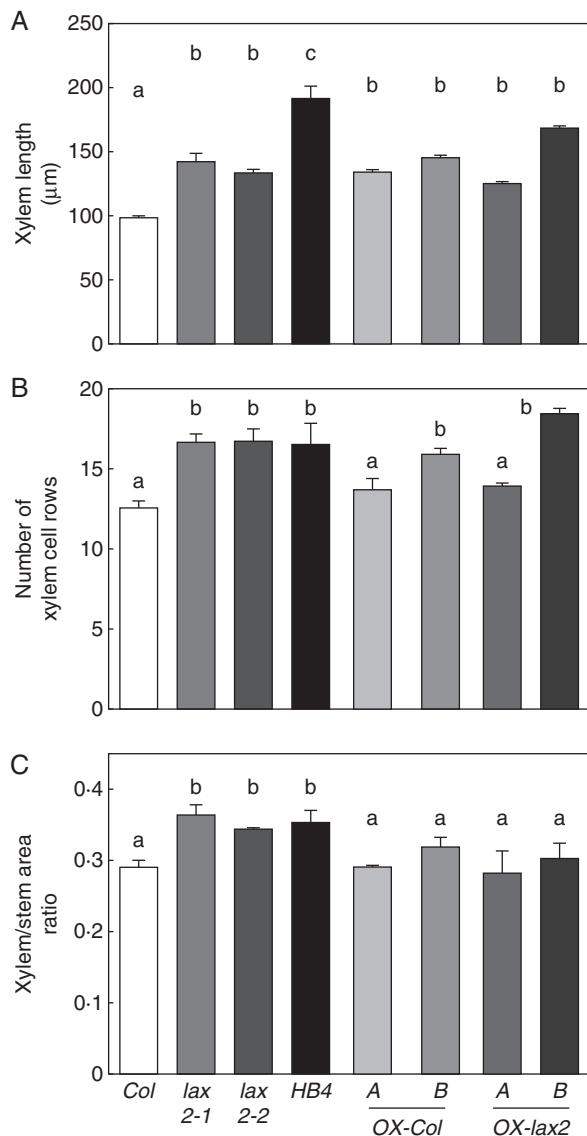 A
Xylem length
(μm)
250
200
150
100
50
0
a
b
b
c
b
b
b
b
B
Number of
xylem cell rows
20
15
10
5
0
a
b
b
b
a
b
a
b
C
Xylem/stem area
ratio
0·4
0·3
0·2
0·1
0
a
b
b
b
a
a
a
a
Col
lax
2-1
lax
2-2
HB4
A
B
A
B
OX-Col
OX-lax2